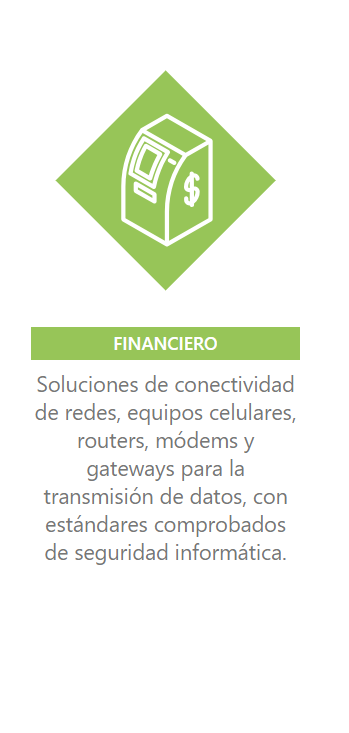 $
FINANCIERO
Soluciones de conectividad
de redes, equipos celulares,
routers, módems y
gateways para la
transmisión de datos, con
estándares comprobados
de seguridad informática.